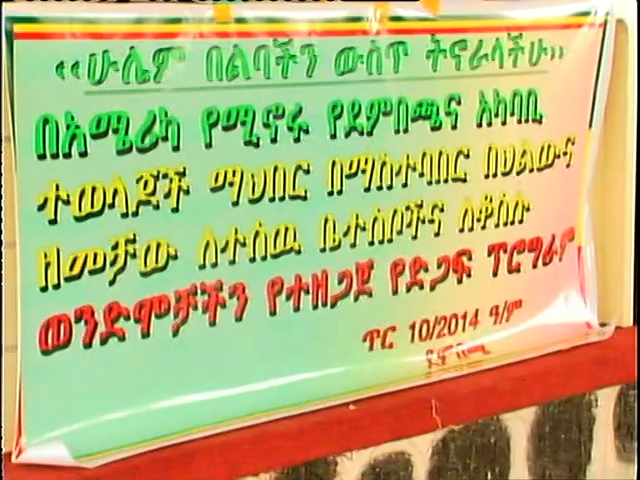 ‹‹ሁሌም በልባችን ውስጥ ትኖራላችሁ››
በአሜሪካ የሚኖሩ የደምበጫና አካባቢ
ተወላጆች ማህበር በማስተባበር በህልውና
ዘመቻው ለተሰዉ ቤተሰቦችና ለቆሰሉ
ወንድሞቻችን የተዘጋጀ የድጋፍ ፕሮግራም
ጥር 10/2014 ዓ/ም
ደምበጫ